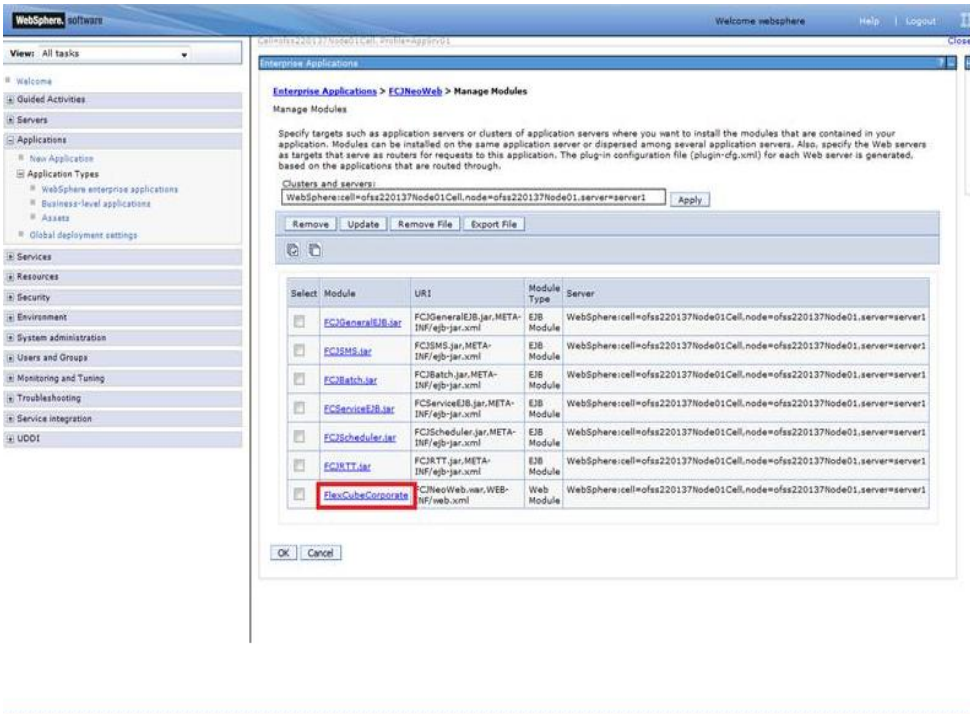 WebSphere. software
Welcome websphere
Help | Logout
View: All tasks
Cell=ofss220137Node01Cell, Profile=AppSrv01
Close
Welcome
Guided Activities
Servers
Applications
New Application
Application Types
WebSphere enterprise applications
Business-level applications
Assets
Global deployment settings
Services
Resources
Security
Environment
System administration
Users and Groups
Monitoring and Tuning
Troubleshooting
Service integration
UDDI
Enterprise Applications
? -
Enterprise Applications > FCJNeoWeb > Manage Modules
Manage Modules
Specify targets such as application servers or clusters of application servers where you want to install the modules that are contained in your
application. Modules can be installed on the same application server or dispersed among several application servers. Also, specify the Web servers
as targets that serve as routers for requests to this application. The plug-in configuration file (plugin-cfg.xml) for each Web server is generated,
based on the applications that are routed through.
Clusters and servers:
WebSphere:cell=ofss220137Node01Cell,node=ofss220137Node01,server=server1
Apply
Remove Update Remove File Export File
Select Module URI Module Type Server
FCJGeneralEJB.jar FCJGeneralEJB.jar,META- EJB WebSphere:cell=ofss220137Node01Cell,node=ofss220137Node01,server=server1
INF/ejb-jar.xml Module
FCJSMS.jar FCJSMS.jar,META- EJB WebSphere:cell=ofss220137Node01Cell,node=ofss220137Node01,server=server1
INF/ejb-jar.xml Module
FCJBatch.jar FCJBatch.jar,META- EJB WebSphere:cell=ofss220137Node01Cell,node=ofss220137Node01,server=server1
INF/ejb-jar.xml Module
FCServiceEJB.jar FCServiceEJB.jar,META- EJB WebSphere:cell=ofss220137Node01Cell,node=ofss220137Node01,server=server1
INF/ejb-jar.xml Module
FCJScheduler.jar FCJScheduler.jar,META- EJB WebSphere:cell=ofss220137Node01Cell,node=ofss220137Node01,server=server1
INF/ejb-jar.xml Module
FCJRTT.jar FCJRTT.jar,META- EJB WebSphere:cell=ofss220137Node01Cell,node=ofss220137Node01,server=server1
INF/ejb-jar.xml Module
FlexCubeCorporate FCJNeoWeb.war,WEB- Web WebSphere:cell=ofss220137Node01Cell,node=ofss220137Node01,server=server1
INF/web.xml Module
OK Cancel